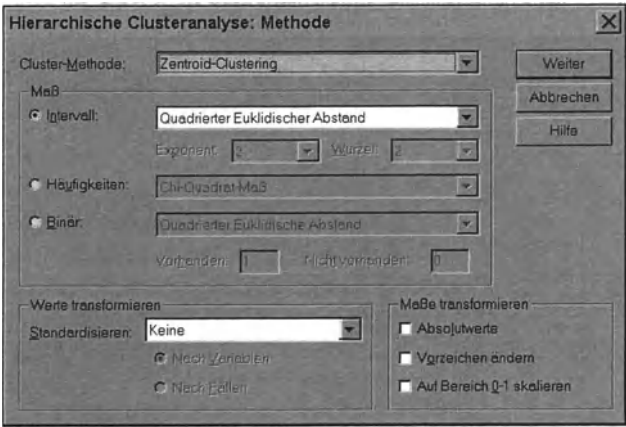 Hierarchische Clusteranalyse: Methode
Cluster-Methode: Zentroid-Clustering
Weiter
Abbrechen
Hilfe
Maß
Intervall: Quadrierter Euklidischer Abstand
Exponent: 2 Wurzel: 2
Häufigkeiten: Chi-Quadrat-Maß
Binär: Quadrierter Euklidische Abstand
Vorhanden: 1 Nicht vorhanden: 0
Werte transformieren
Standardisieren: Keine
Nach Variablen
Nach Fällen
Maße transformieren
Absolutwerte
Vorzeichen ändern
Auf Bereich 0-1 skalieren